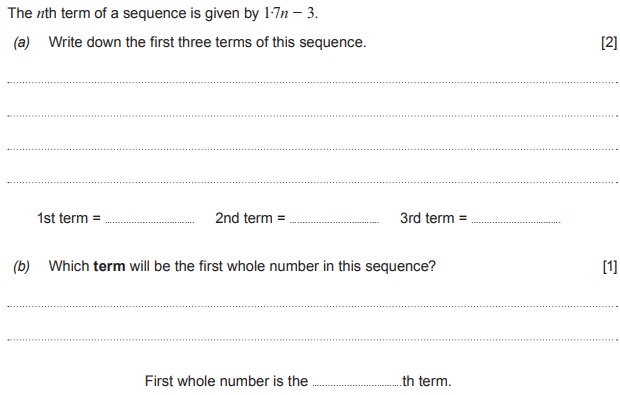 The nth term of a sequence is given by 1·7n − 3.
(a) Write down the first three terms of this sequence. [2]
1st term = .............................. 2nd term = .............................. 3rd term = ..............................
(b) Which term will be the first whole number in this sequence? [1]
First whole number is the ..............................th term.